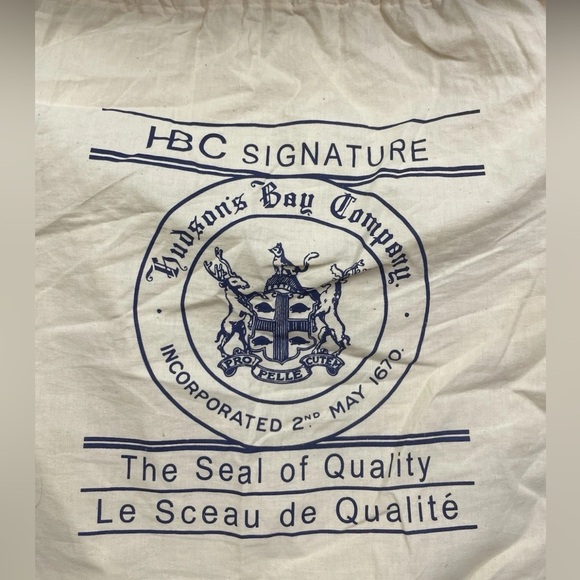 HBC SIGNATURE
Hudson's Bay Company.
PRO PELLE CUTEM
INCORPORATED 2ND MAY 1670.
The Seal of Quality
Le Sceau de Qualité